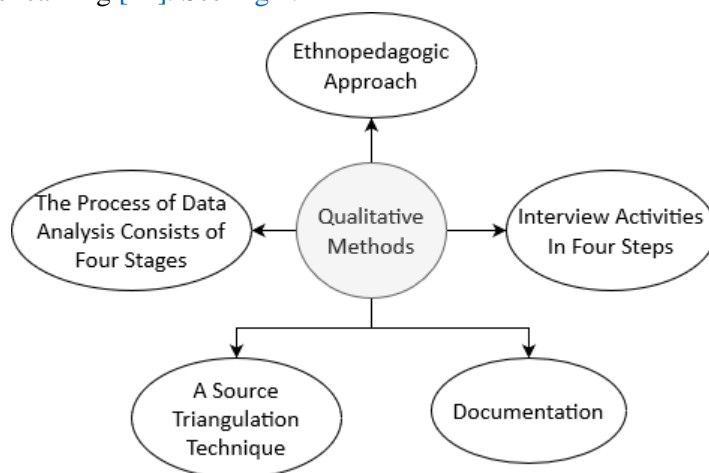 Ethnopedagogic
Approach
The Process of Data
Analysis Consists of
Four Stages
Qualitative
Methods
Interview Activities
In Four Steps
A Source
Triangulation
Technique
Documentation